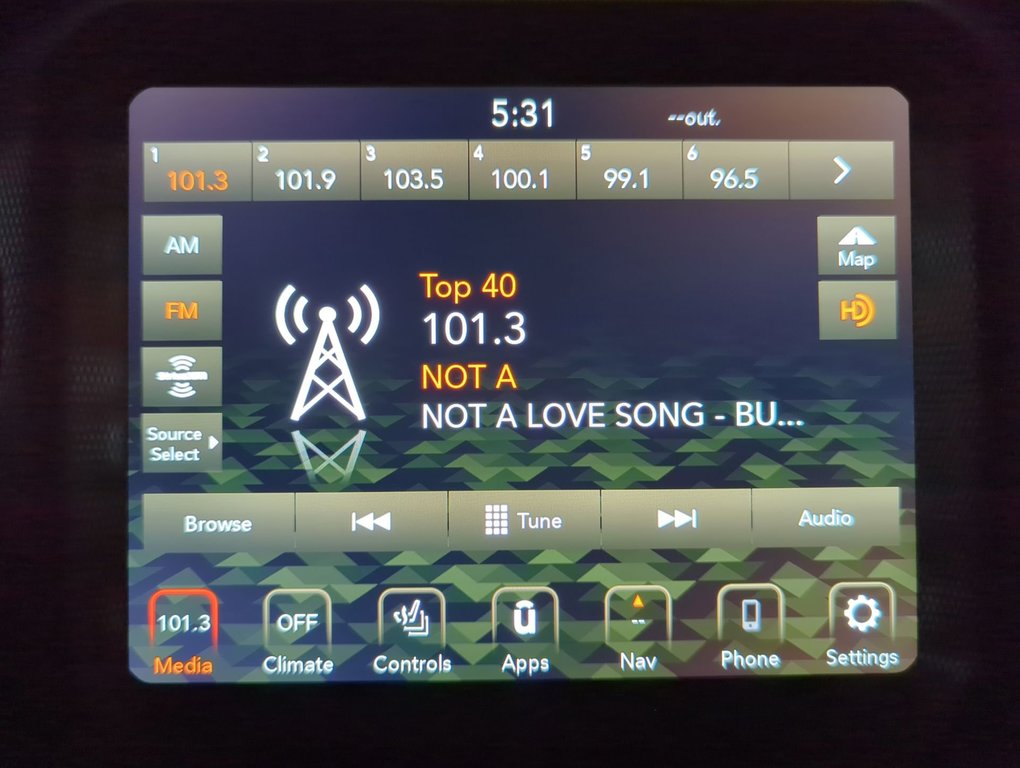 5:31
--out.
1 101.3
2 101.9
3 103.5
4 100.1
5 99.1
6 96.5
AM
Map
FM
HD
Top 40
101.3
NOT A
NOT A LOVE SONG - BU...
Source
Select
Browse
Tune
Audio
101.3
OFF
--
Media
Climate
Controls
Apps
Nav
Phone
Settings